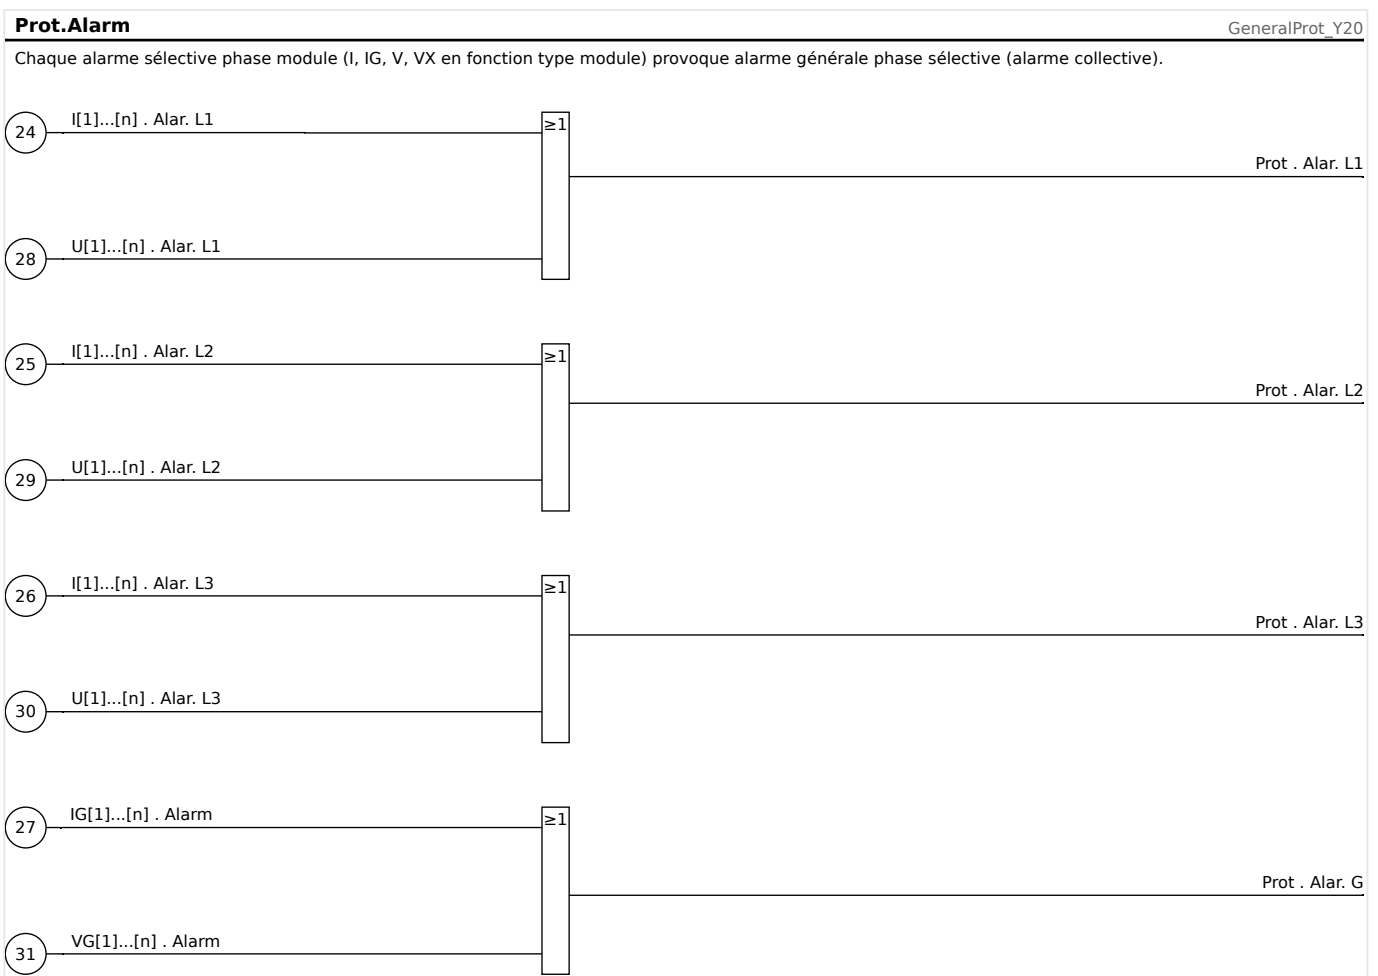 Prot.Alarm
GeneralProt_Y20
Chaque alarme sélective phase module (I, IG, V, VX en fonction type module) provoque alarme générale phase sélective (alarme collective).
24
I[1]...[n] . Alar. L1
≥1
Prot . Alar. L1
28
U[1]...[n] . Alar. L1
25
I[1]...[n] . Alar. L2
≥1
Prot . Alar. L2
29
U[1]...[n] . Alar. L2
26
I[1]...[n] . Alar. L3
≥1
Prot . Alar. L3
30
U[1]...[n] . Alar. L3
27
IG[1]...[n] . Alarm
≥1
Prot . Alar. G
31
VG[1]...[n] . Alarm